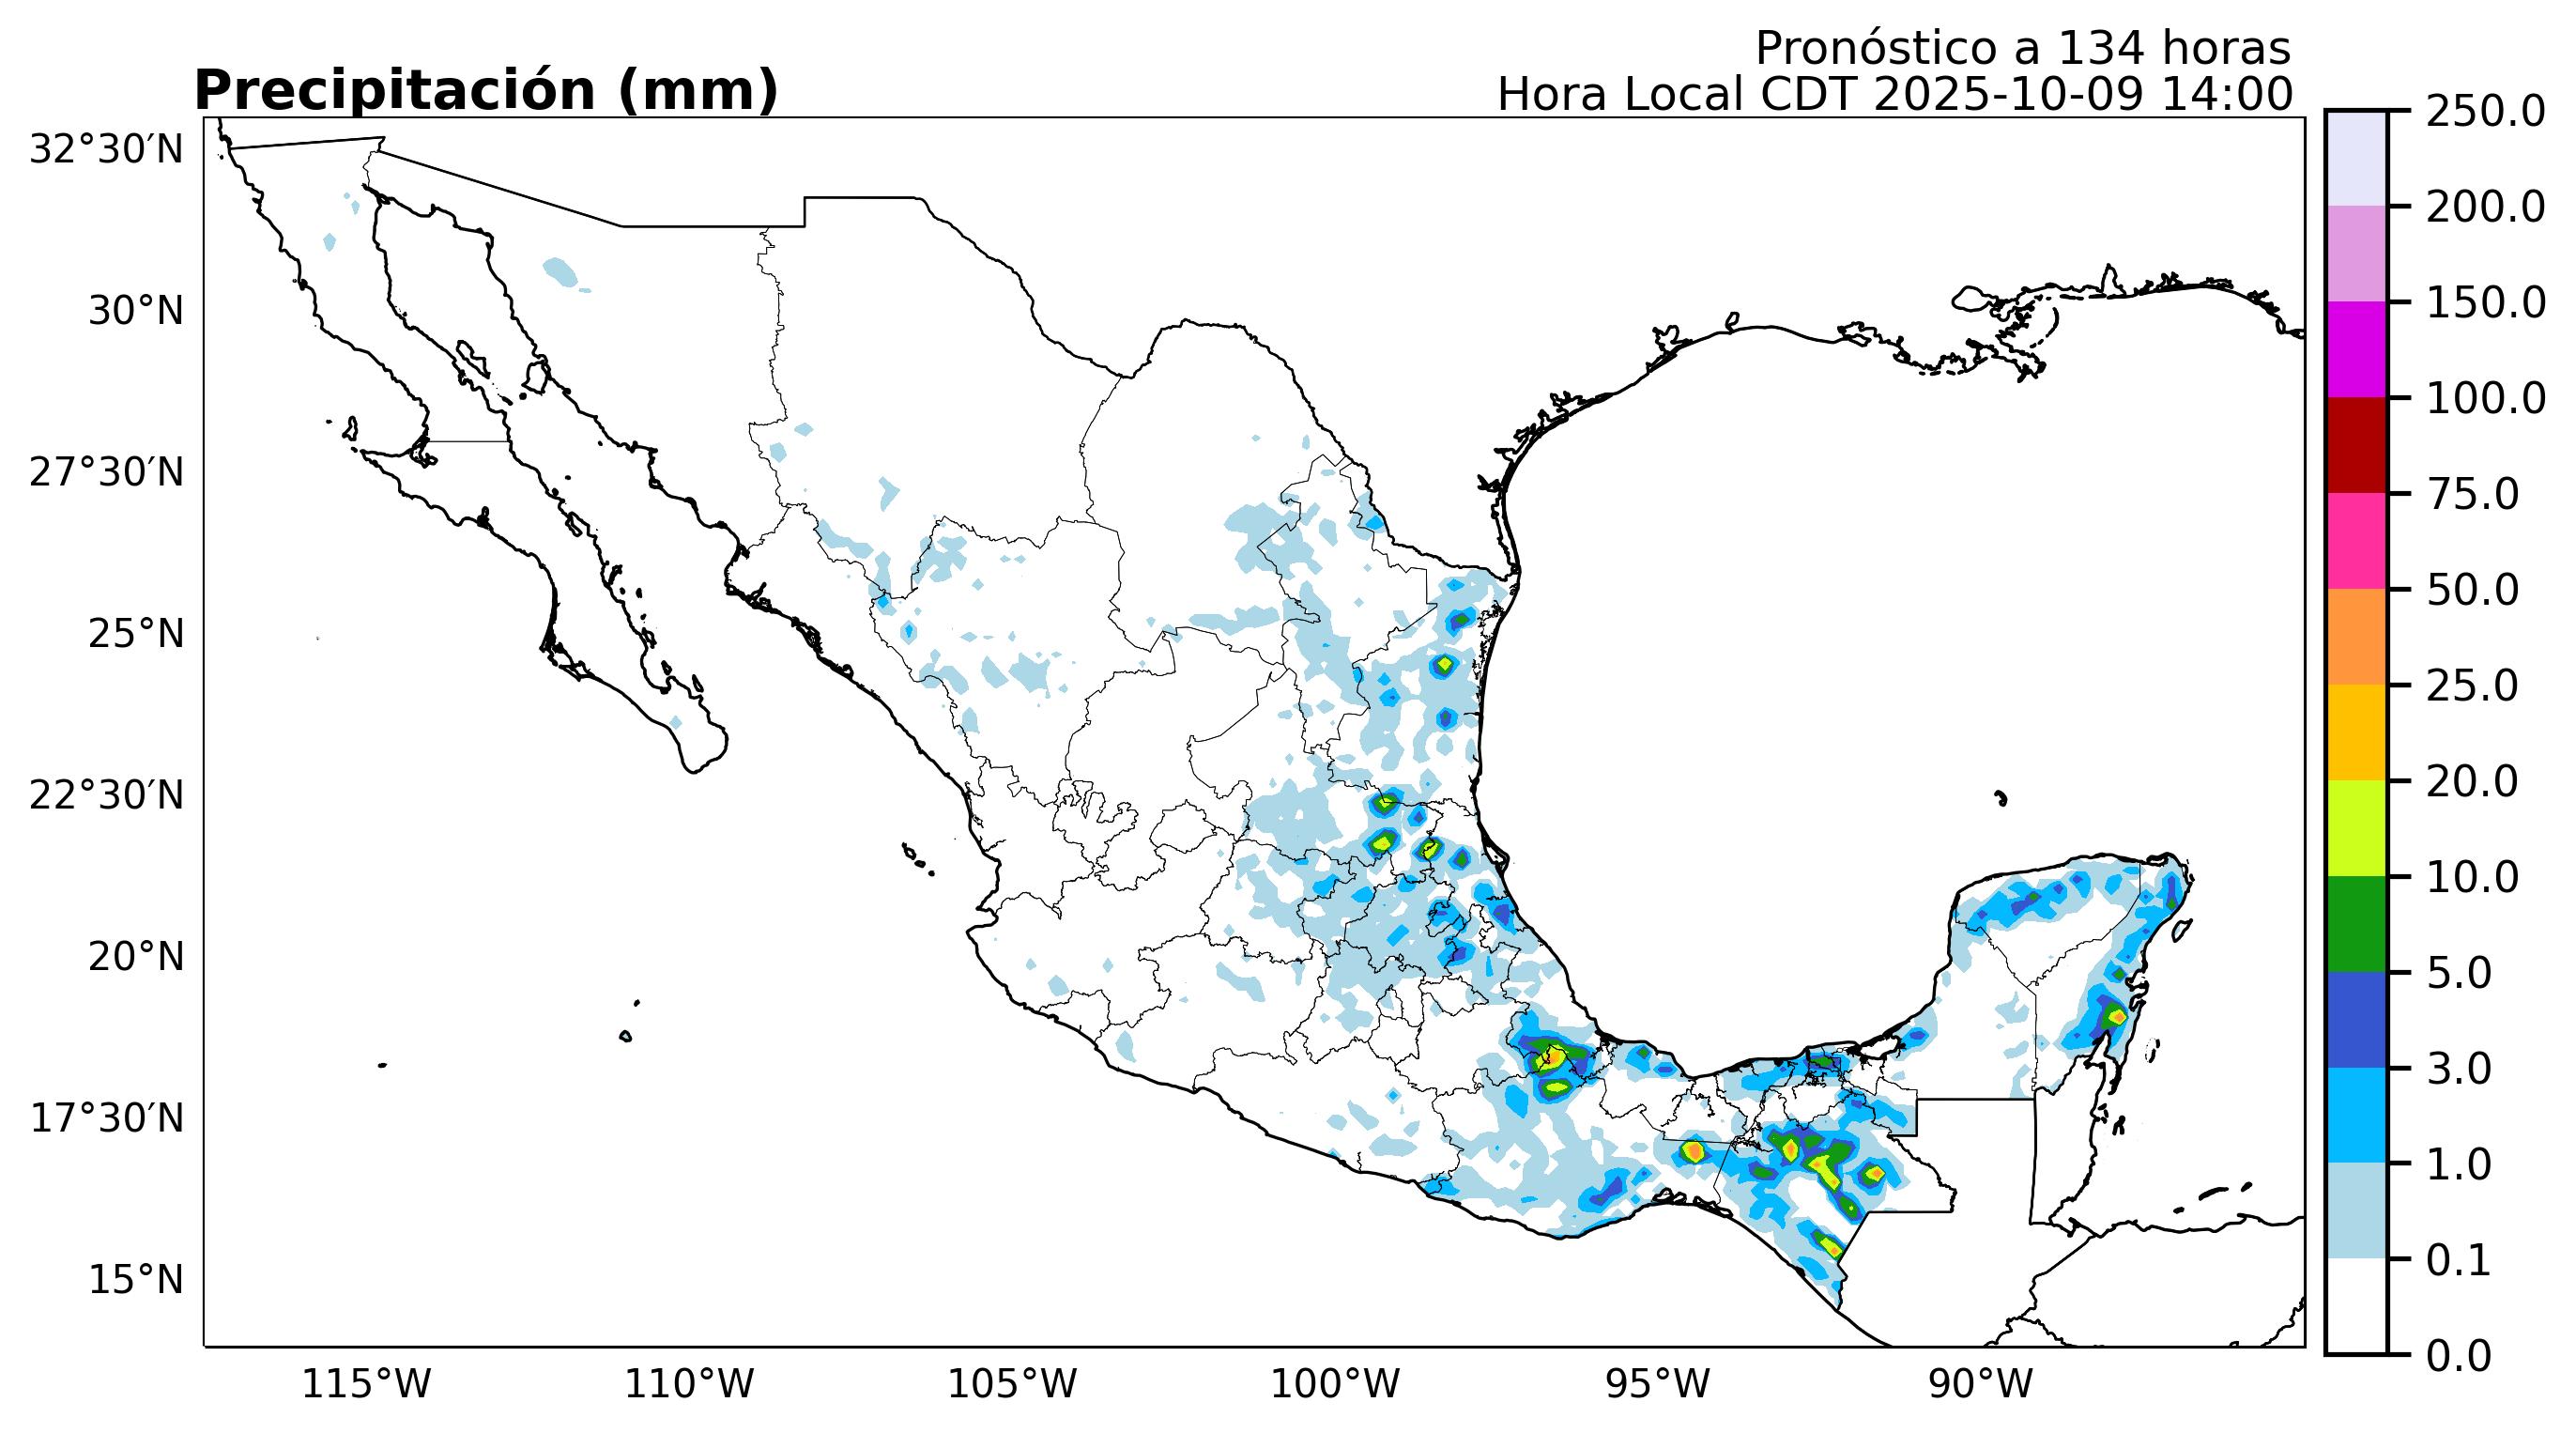 Pronóstico a 134 horas
Precipitación (mm)
Hora Local CDT 2025-10-09 14:00
32°30′N
30°N
27°30′N
25°N
22°30′N
20°N
17°30′N
15°N
115°W
110°W
105°W
100°W
95°W
90°W
250.0
200.0
150.0
100.0
75.0
50.0
25.0
20.0
10.0
5.0
3.0
1.0
0.1
0.0